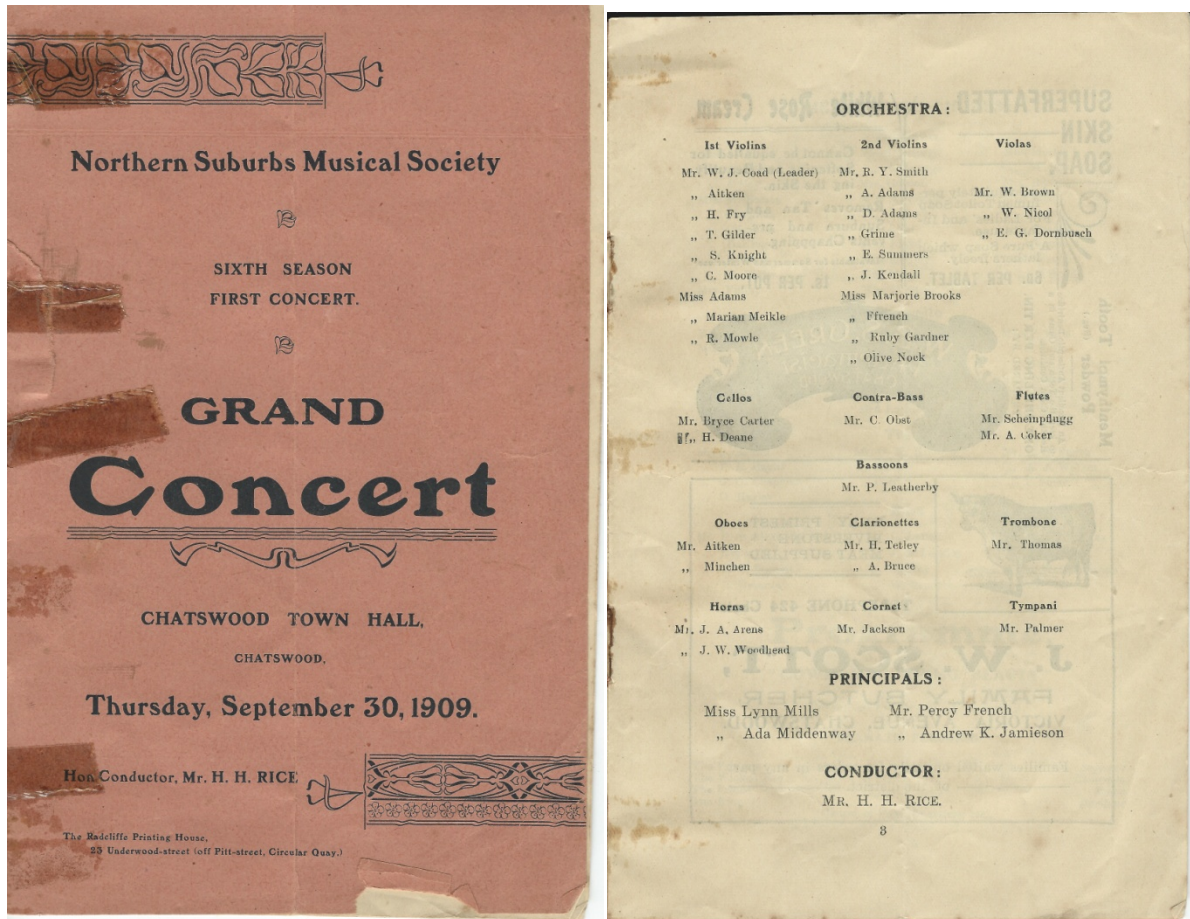 Northern Suburbs Musical Society
SIXTH SEASON
FIRST CONCERT.
GRAND
Concert
CHATSWOOD TOWN HALL,
CHATSWOOD.
Thursday, September 30, 1909.
Hon. Conductor, Mr. H. H. RICE
The Radcliffe Printing House,
25 Underwood-street (off Pitt-street, Circular Quay.)
ORCHESTRA:
1st Violins
Mr. W. J. Coad (Leader)
„ Aitken
„ H. Fry
„ T. Gilder
„ S. Knight
„ C. Moore
Miss Adams
„ Marian Meikle
„ R. Mowle
2nd Violins
Mr. R. Y. Smith
„ A. Adams
„ D. Adams
„ Grime
„ E. Summers
„ J. Kendall
Miss Marjorie Brooks
„ Ffrench
„ Ruby Gardner
„ Olive Nock
Violas
Mr. W. Brown
„ W. Nicol
„ E. G. Dornbusch
Cellos
Mr. Bryce Carter
„ H. Deane
Contra-Bass
Mr. C. Obst
Flutes
Mr. Scheinpflugg
Mr. A. Coker
Bassoons
Mr. P. Leatherby
Oboes
Mr. Aitken
„ Minchen
Clarionettes
Mr. H. Tetley
„ A. Bruce
Trombone
Mr. Thomas
Horns
Mr. J. A. Arens
„ J. W. Woodhead
Cornet
Mr. Jackson
Tympani
Mr. Palmer
PRINCIPALS:
Miss Lynn Mills
„ Ada Middenway
Mr. Percy French
„ Andrew K. Jamieson
CONDUCTOR:
MR. H. H. RICE.
3
SUPERFATTED
SKIN
SOAP
J. W. SCOTT,
FAMILY BUTCHER